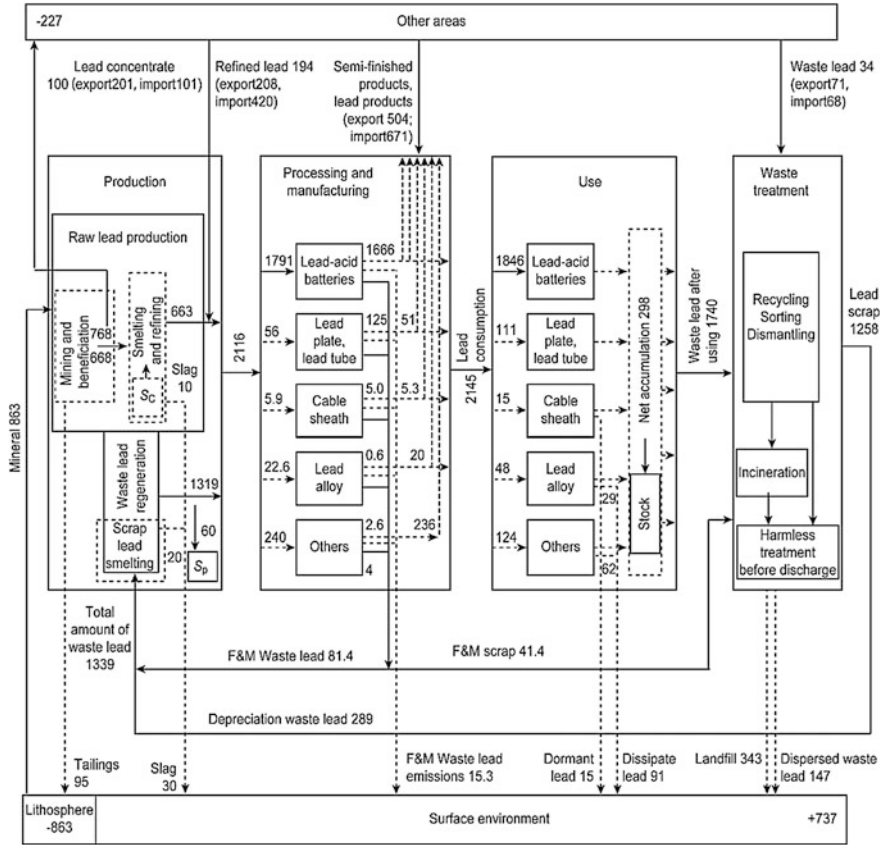 -227
Other areas
Lead concentrate
100 (export201, import101)
Refined lead 194
(export208,
import420)
Semi-finished
products,
lead products
(export 504;
import671)
Waste lead 34
(export71,
import68)
Production
Processing and
manufacturing
Use
Waste
treatment
Raw lead production
Mining and
beneficiation
768
668
Smelting
and refining
SC
663
Slag
10
Mineral 863
Waste lead
regeneration
1319
Scrap
lead
smelting
20
60
Sp
2116
1791
Lead-acid
batteries
1666
56
Lead
plate,
lead tube
125
51
5.9
Cable
sheath
5.0
5.3
22.6
Lead
alloy
0.6
20
240
Others
2.6
236
4
Lead
consumption
2145
1846
Lead-acid
batteries
111
Lead
plate,
lead tube
15
Cable
sheath
48
Lead
alloy
29
124
Others
62
Net accumulation 298
Stock
Waste lead after
using 1740
Recycling
Sorting
Dismantling
Incineration
Harmless
treatment
before discharge
Lead
scrap
1258
Total
amount of
waste lead
1339
F&M Waste lead 81.4
F&M scrap 41.4
Depreciation waste lead 289
Tailings
95
Slag
30
F&M Waste lead
emissions 15.3
Dormant
lead 15
Dissipate
lead 91
Landfill 343
Dispersed waste
lead 147
Lithosphere
-863
Surface environment
+737